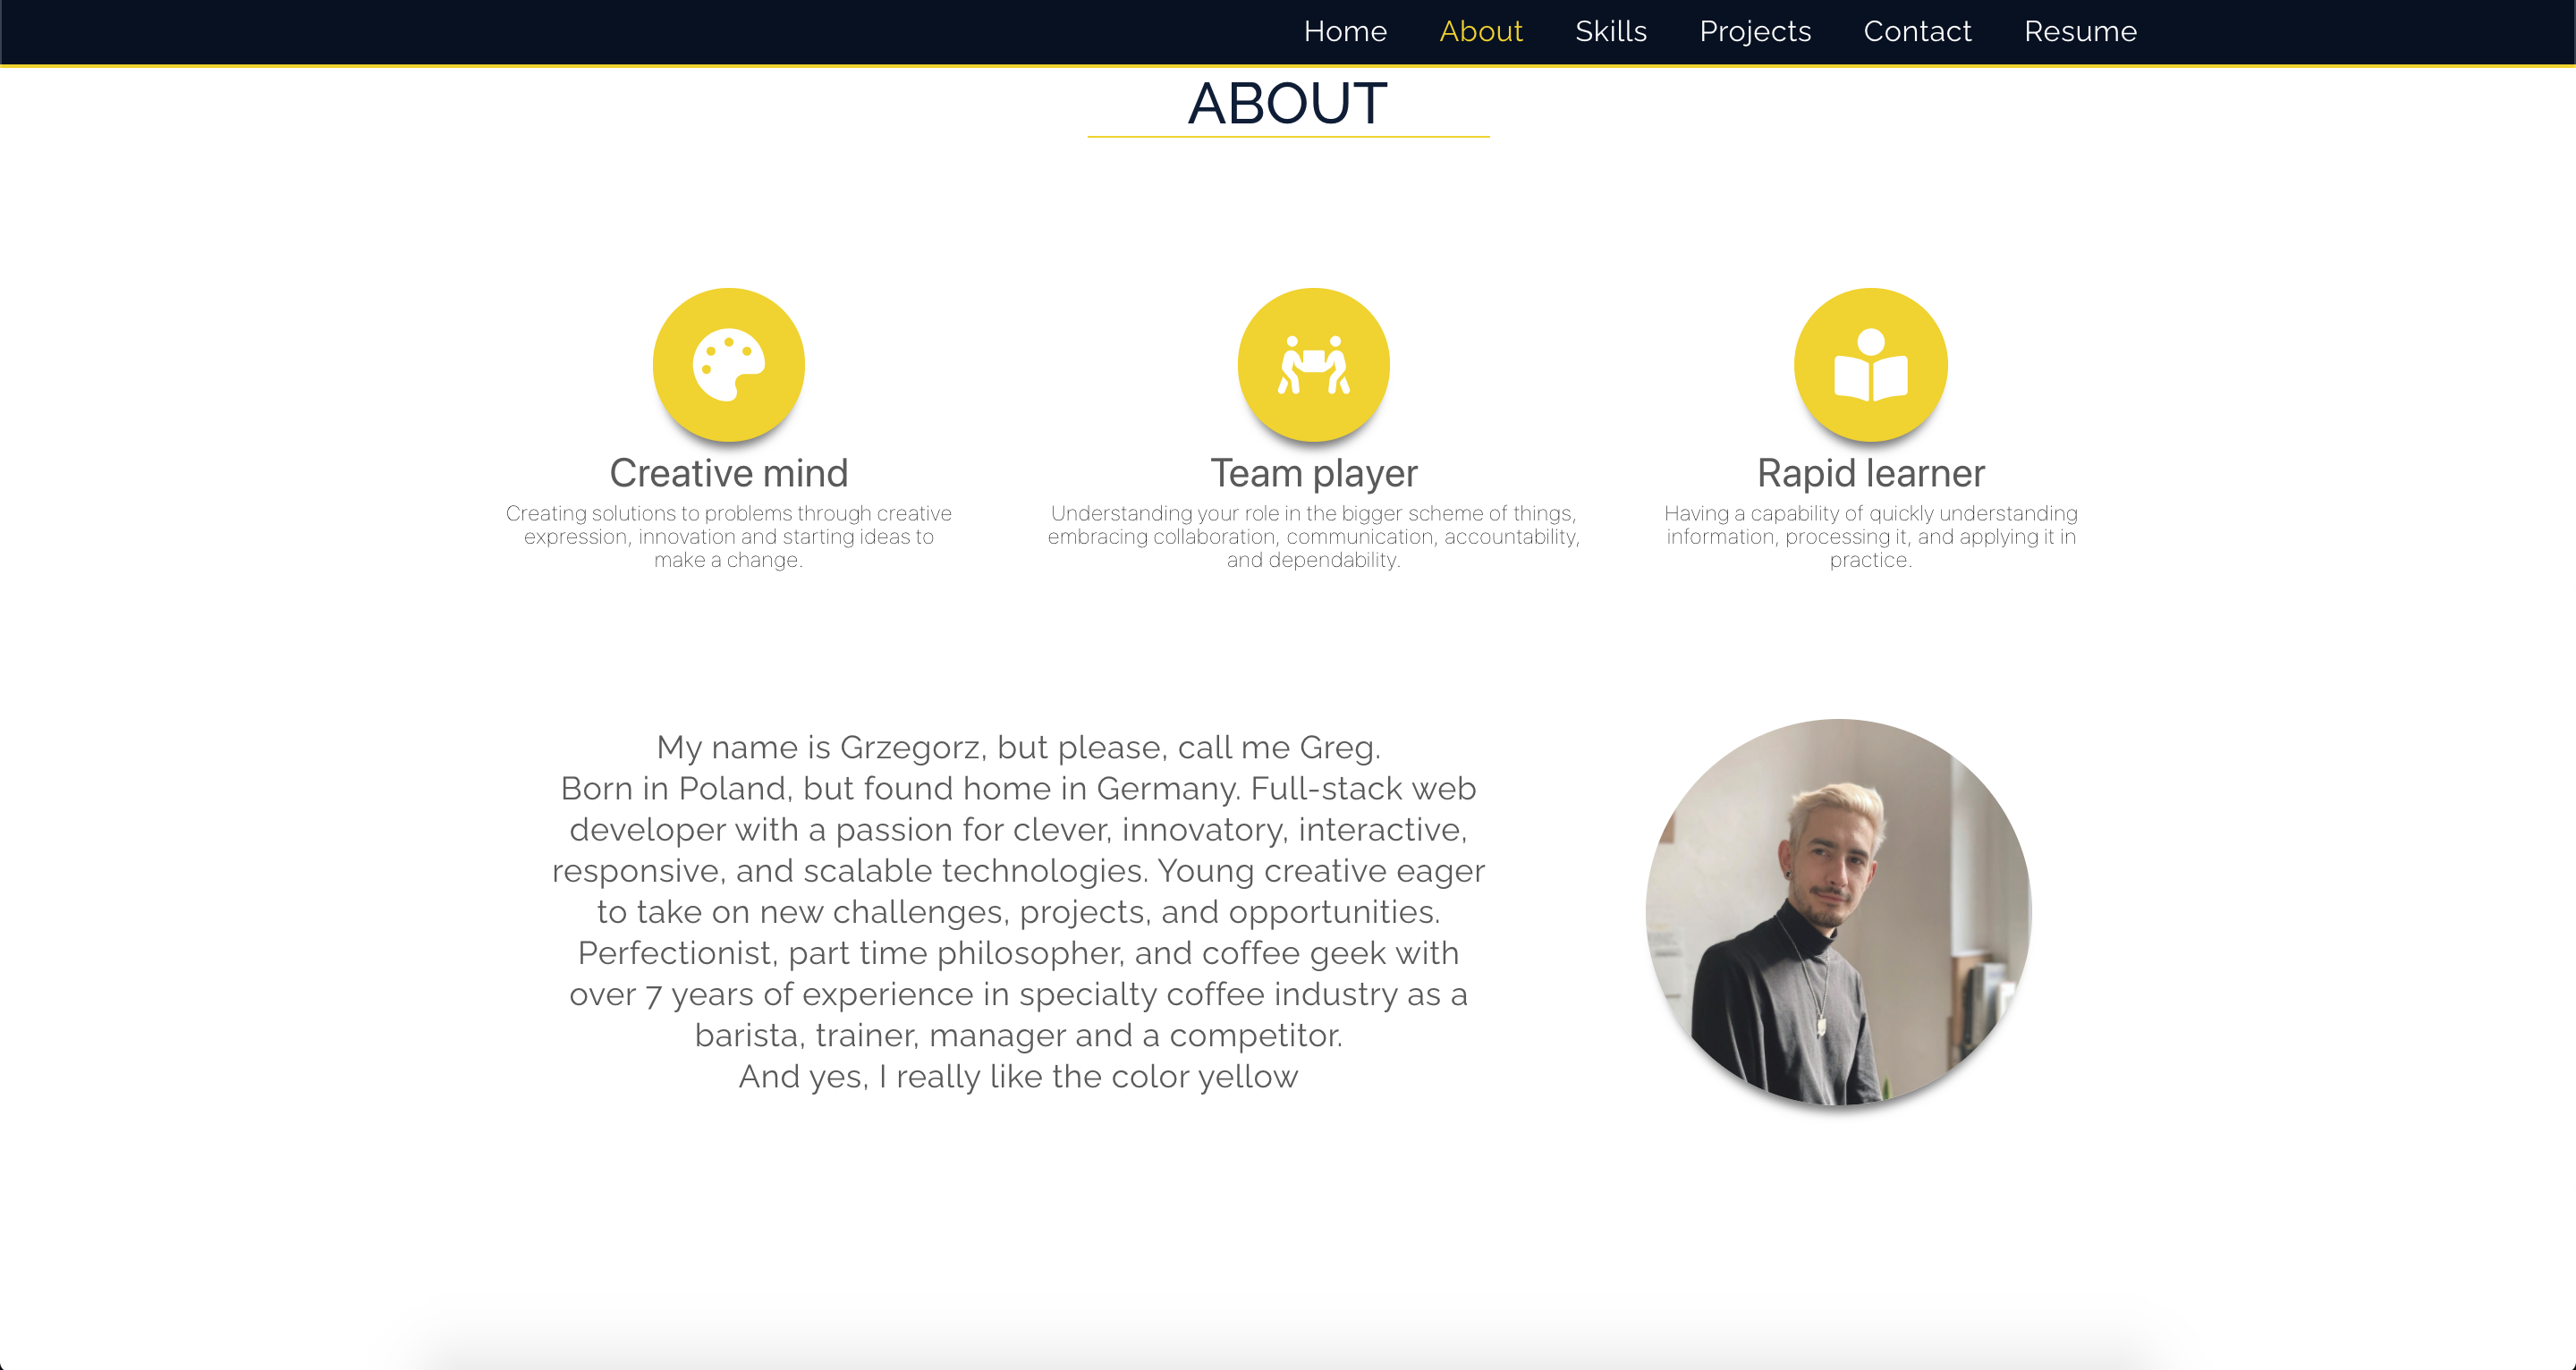 Home About Skills Projects Contact Resume
ABOUT
Creative mind
Creating solutions to problems through creative
expression, innovation and starting ideas to
make a change.
Team player
Understanding your role in the bigger scheme of things,
embracing collaboration, communication, accountability,
and dependability.
Rapid learner
Having a capability of quickly understanding
information, processing it, and applying it in
practice.
My name is Grzegorz, but please, call me Greg.
Born in Poland, but found home in Germany. Full-stack web
developer with a passion for clever, innovatory, interactive,
responsive, and scalable technologies. Young creative eager
to take on new challenges, projects, and opportunities.
Perfectionist, part time philosopher, and coffee geek with
over 7 years of experience in specialty coffee industry as a
barista, trainer, manager and a competitor.
And yes, I really like the color yellow